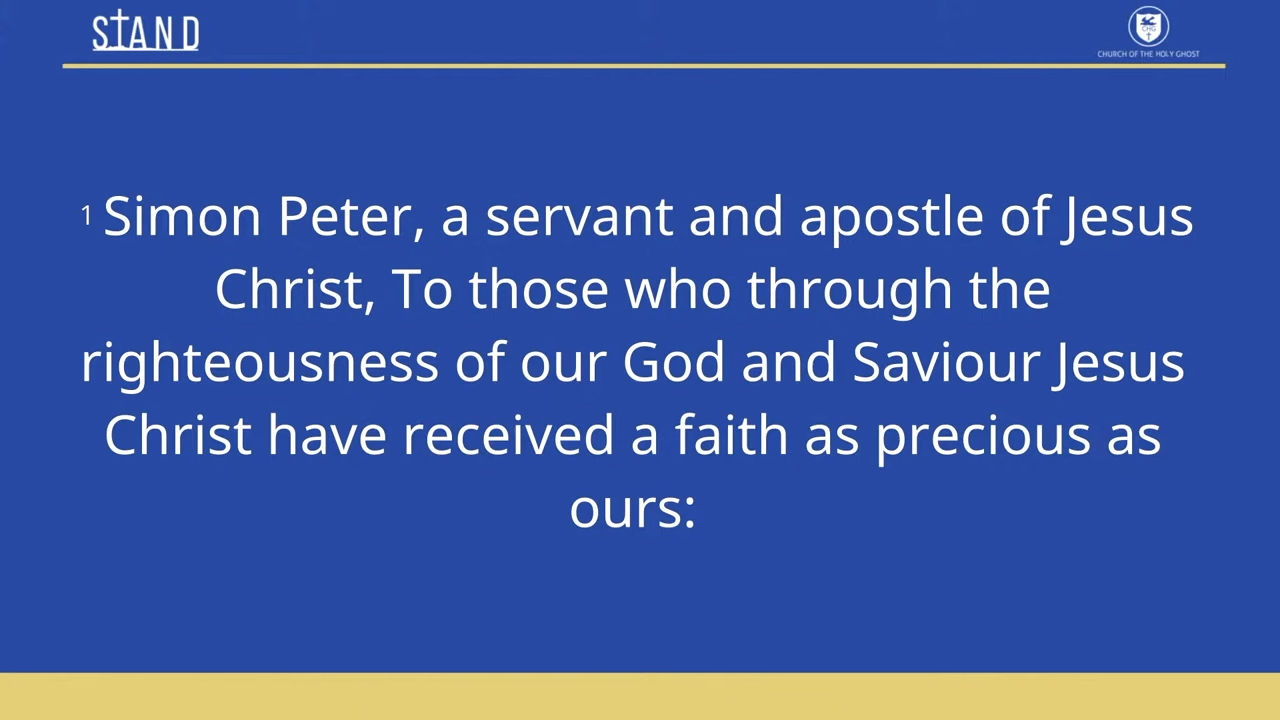 STAND
CHG
CHURCH OF THE HOLY GHOST
1 Simon Peter, a servant and apostle of Jesus
Christ, To those who through the
righteousness of our God and Saviour Jesus
Christ have received a faith as precious as
ours: